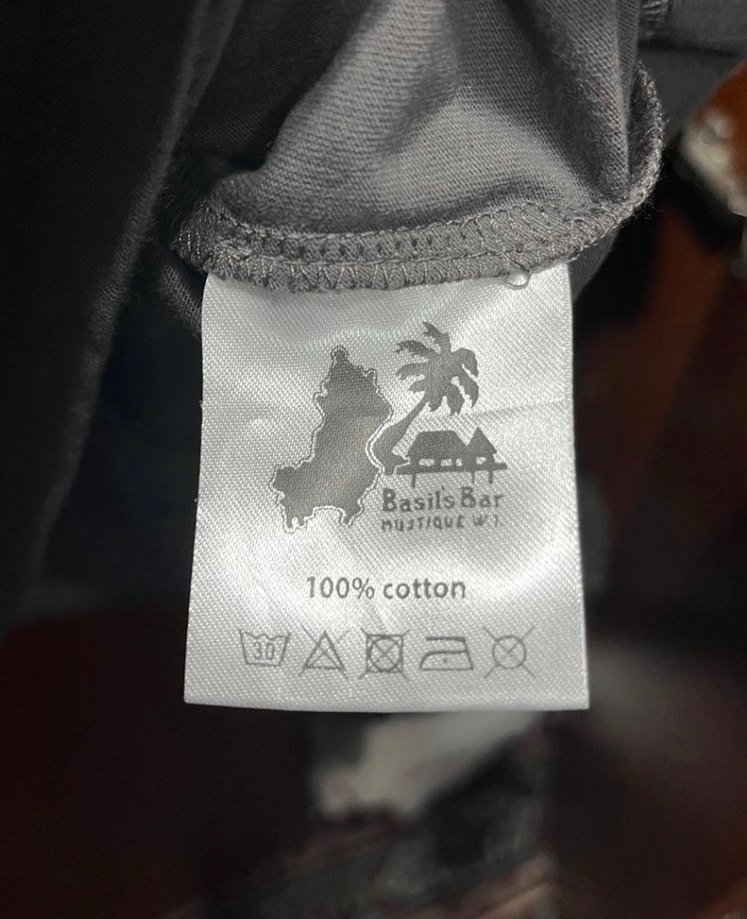 Basil's Bar
MUSTIQUE W I
100% cotton
30